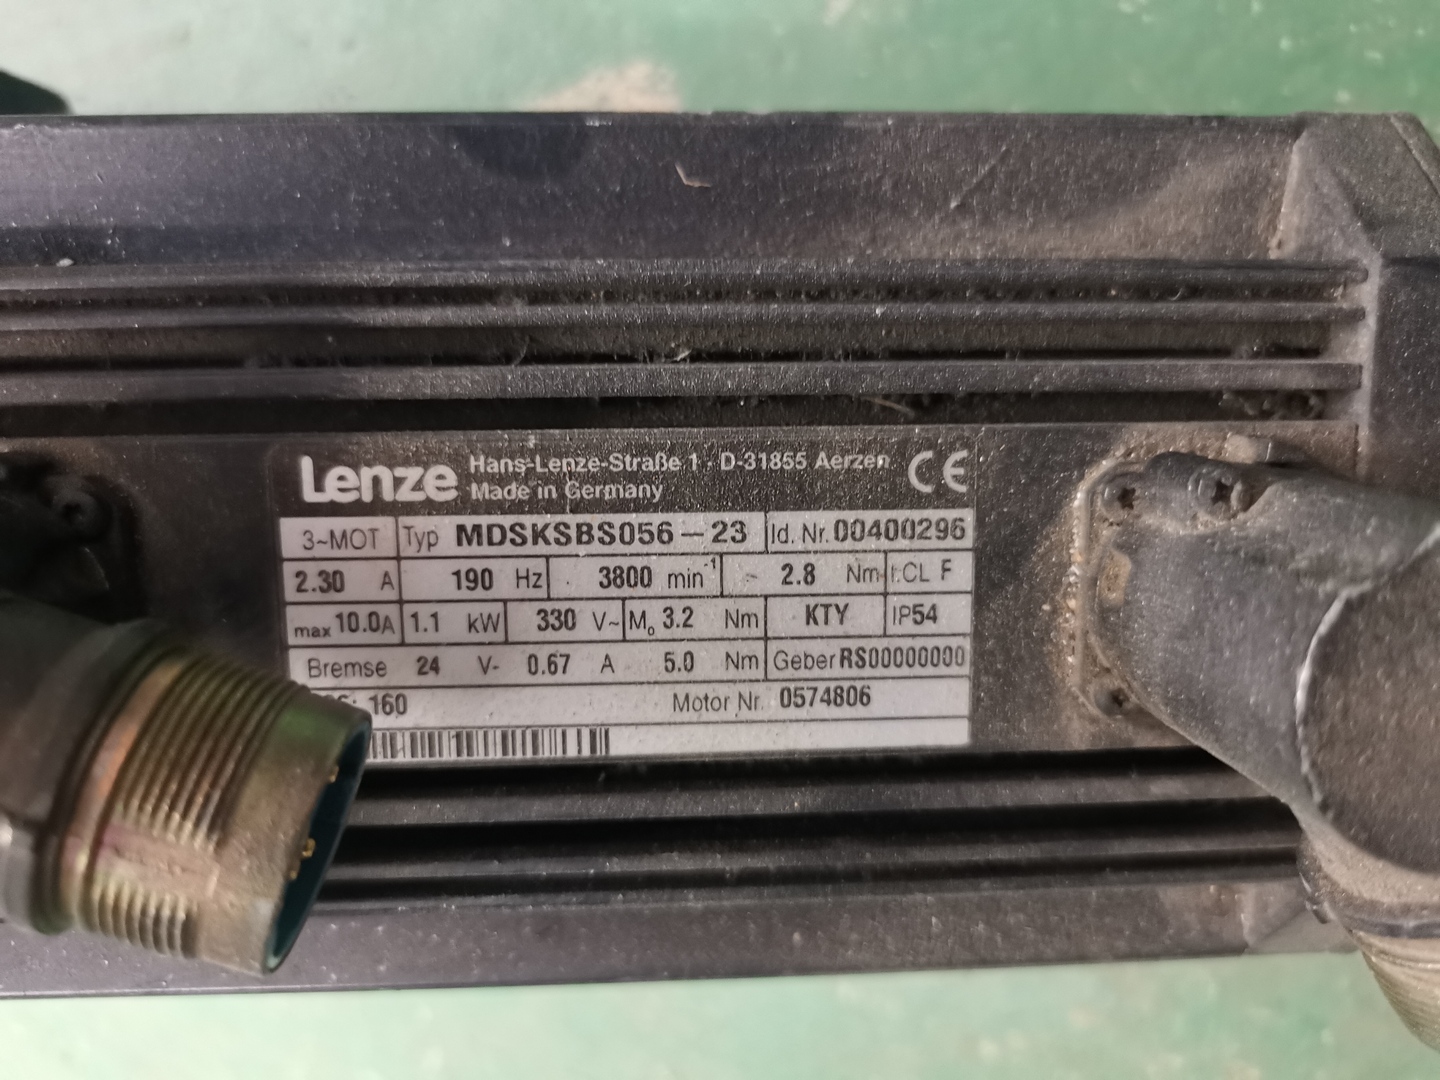 Lenze Hans-Lenze-Straße 1 · D-31855 Aerzen CE
Made in Germany
3~MOT Typ MDSKSBS056-23 Id. Nr. 00400296
2.30 A 190 Hz 3800 min-1 2.8 Nm I.CL F
max 10.0A 1.1 kW 330 V~ Mo 3.2 Nm KTY IP54
Bremse 24 V- 0.67 A 5.0 Nm Geber RS00000000
160 Motor Nr. 0574806